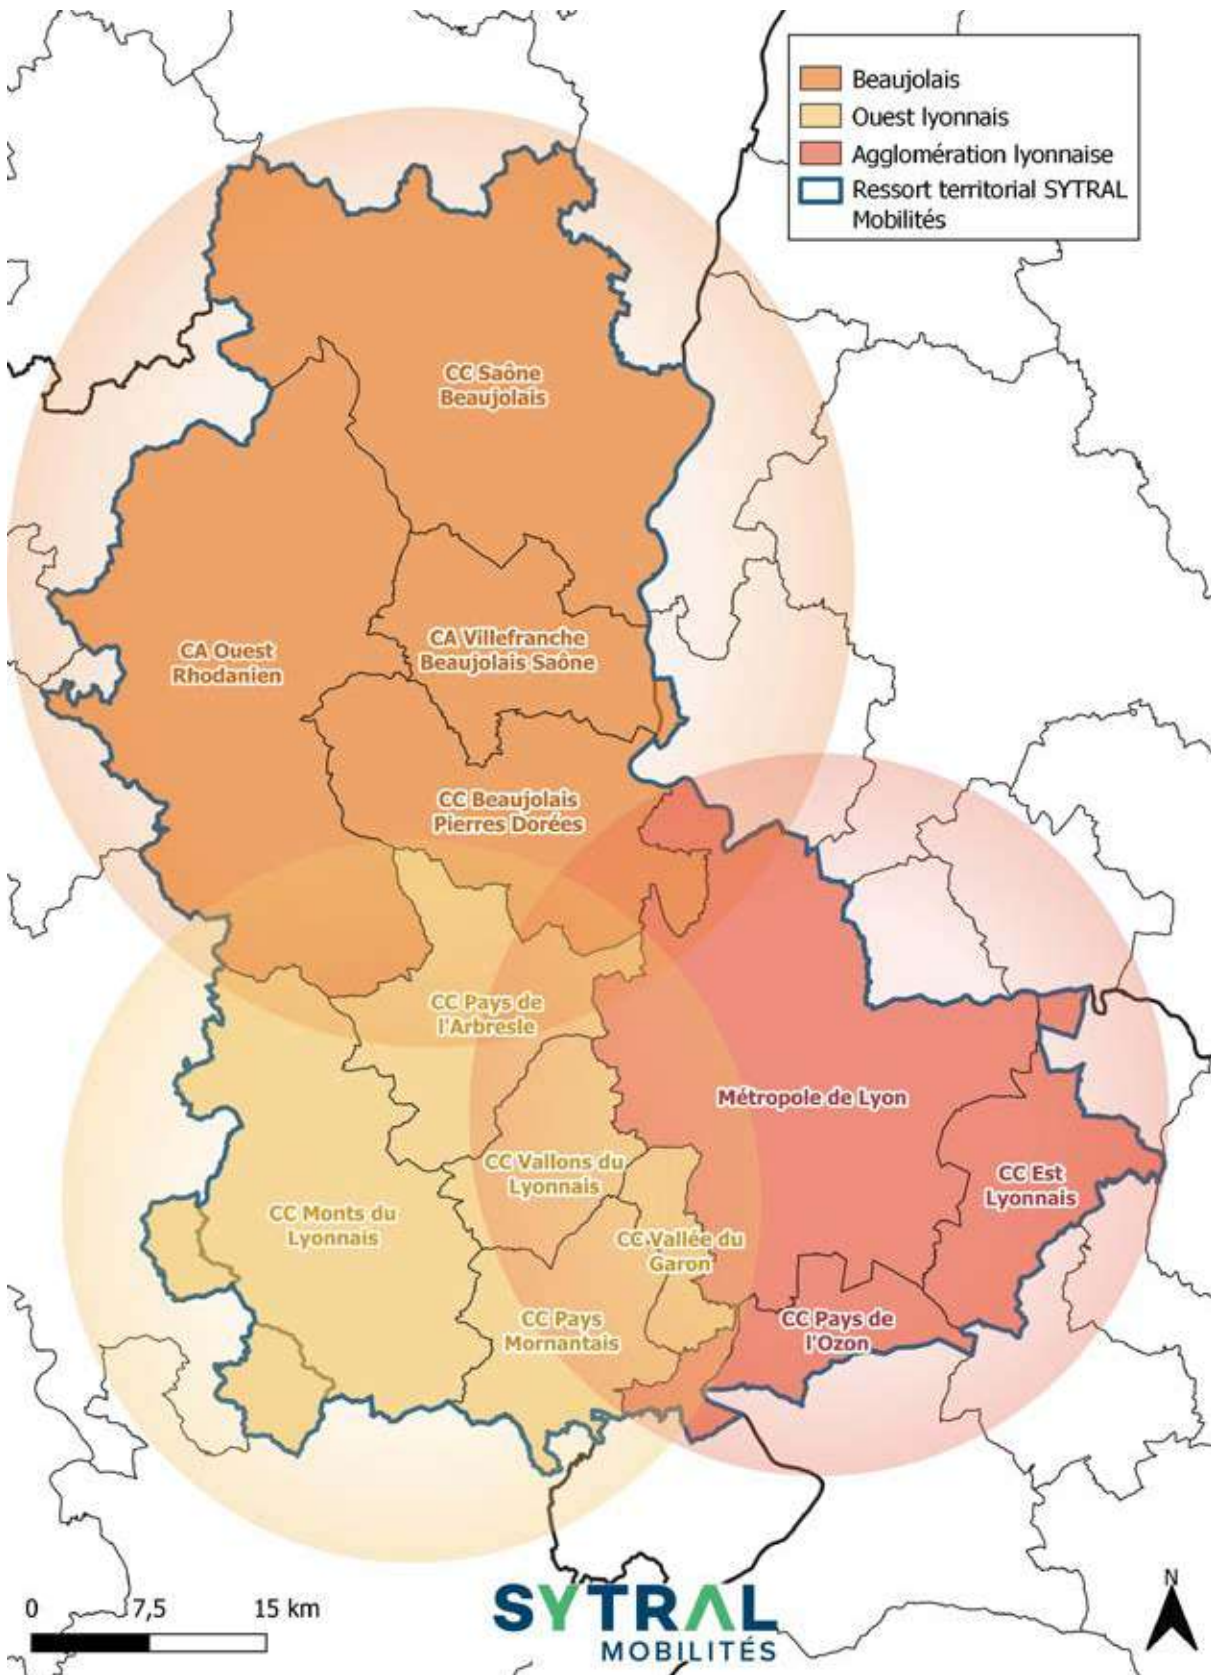 Beaujolais
Ouest lyonnais
Agglomération lyonnaise
Ressort territorial SYTRAL
Mobilités
CC Saône
Beaujolais
CA Ouest
Rhodanien
CA Villefranche
Beaujolais Saône
CC Beaujolais
Pierres Dorées
CC Pays de
l'Arbresle
Métropole de Lyon
CC Vallons du
Lyonnais
CC Est
Lyonnais
CC Monts du
Lyonnais
CC Vallée du
Garon
CC Pays
Mornantais
CC Pays de
l'Ozon
0 7,5 15 km
SYTRAL
MOBILITÉS
N